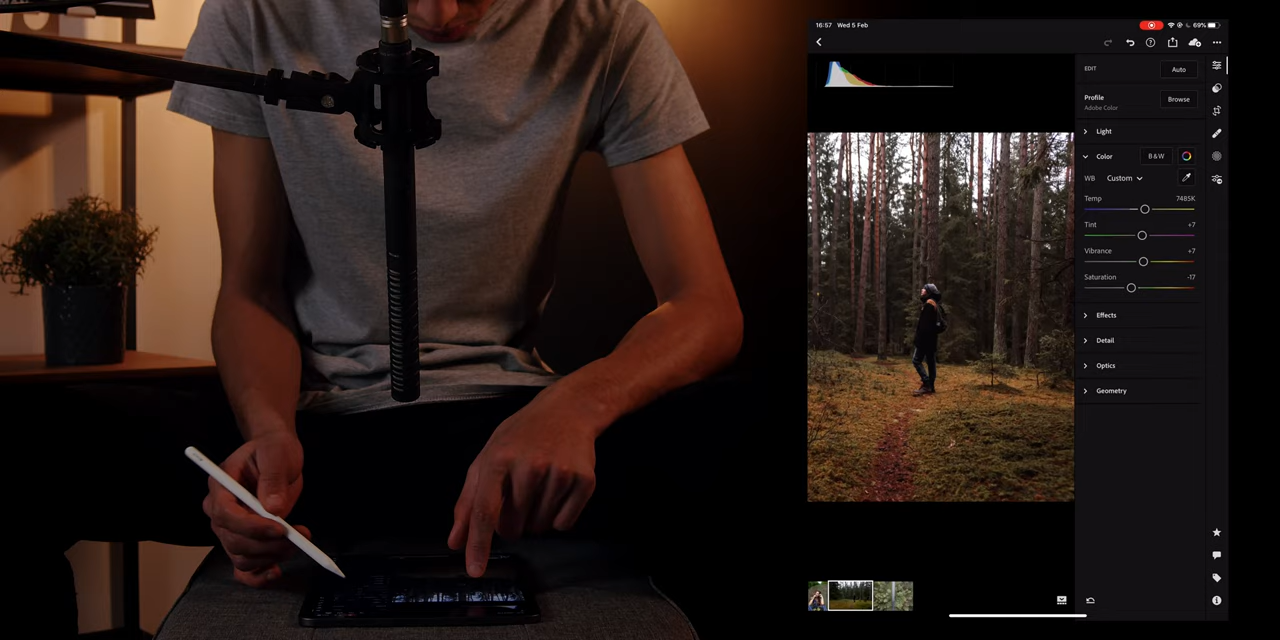 16:57 Wed 5 Feb
69%
EDIT
Auto
Profile
Adobe Color
Browse
Light
Color
B&W
WB Custom
Temp 7485K
Tint +7
Vibrance +7
Saturation -17
Effects
Detail
Optics
Geometry